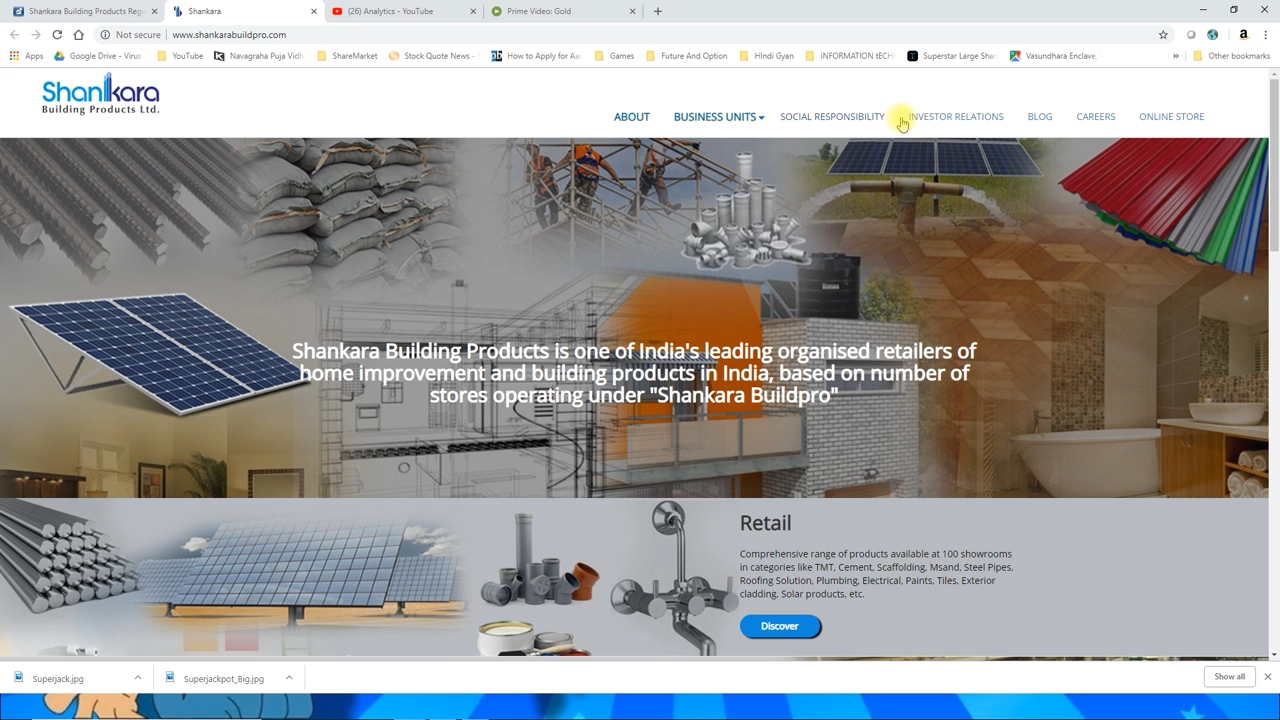 Shankara Building Products Regi
Shankara
(26) Analytics - YouTube
Prime Video: Gold
Not secure
www.shankarabuildpro.com
Apps
Google Drive - Virus
YouTube
Navagraha Puja Vidh
ShareMarket
Stock Quote News -
How to Apply for Aad
Games
Future And Option
HIndi Gyan
iNFORMATION tECH
Superstar Large Shar
Vasundhara Enclave,
»
Other bookmarks
Shankara
Building Products Ltd.
ABOUT
BUSINESS UNITS
SOCIAL RESPONSIBILITY
INVESTOR RELATIONS
BLOG
CAREERS
ONLINE STORE
Shankara Building Products is one of India's leading organised retailers of
home improvement and building products in India, based on number of
stores operating under "Shankara Buildpro"
Retail
Comprehensive range of products available at 100 showrooms
in categories like TMT, Cement, Scaffolding, Msand, Steel Pipes,
Roofing Solution, Plumbing, Electrical, Paints, Tiles, Exterior
cladding, Solar products, etc.
Discover
Superjack.jpg
Superjackpot_Big.jpg
Show all